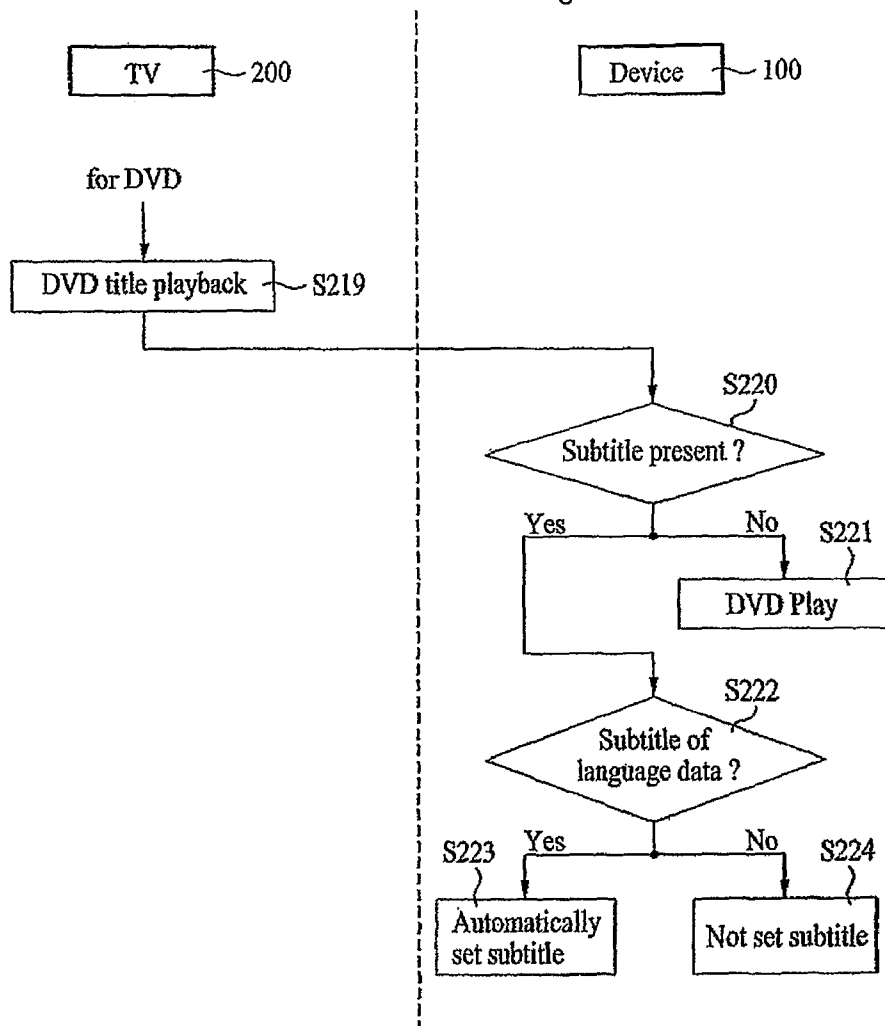 TV
200
Device
100
for DVD
DVD title playback
S219
S220
Subtitle present ?
Yes
No
S221
DVD Play
S222
Subtitle of
language data ?
Yes
No
S223
S224
Automatically
set subtitle
Not set subtitle